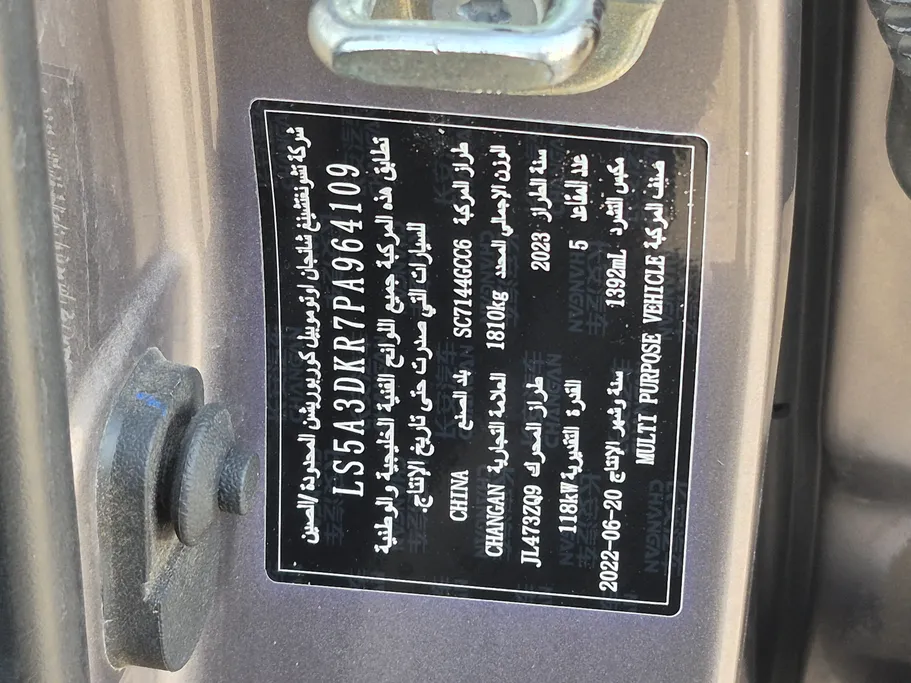 شركة تشونغتشينغ شانجان اوتوموبيل كوربوريشن المحدودة /الصين
LS5A3DKR7PA964109
تطابق هذه المركبة جميع اللوائح الفنية الخليجية والوطنية
للسيارات التي صدرت حتى تاريخ الإنتاج.
طراز المركبة SC7144GCC6 بلد الصنع CHINA
الوزن الإجمالي المحدد 1810kg العلامة التجارية CHANGAN
سنة الطراز 2023 طراز المحرك JL473ZQ9
عدد المقاعد 5 القدرة التقديرية 118kW
مكبس التشرد 1392mL سنة وشهر الإنتاج 2022-06-20
صنيف المركبة MULTI PURPOSE VEHICLE